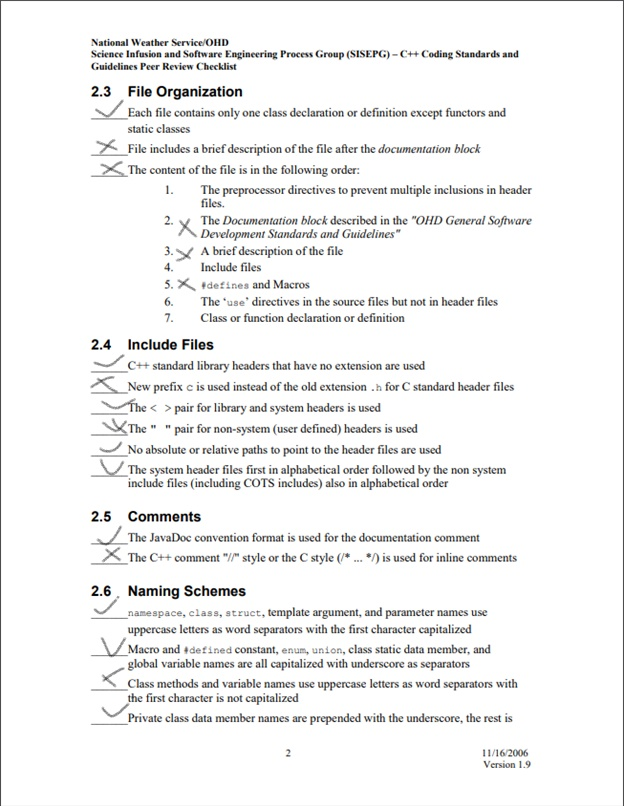 National Weather Service/OHD
Science Infusion and Software Engineering Process Group (SISEPG) – C++ Coding Standards and
Guidelines Peer Review Checklist
2.3 File Organization
Each file contains only one class declaration or definition except functors and
static classes
File includes a brief description of the file after the documentation block
The content of the file is in the following order:
1. The preprocessor directives to prevent multiple inclusions in header
files.
2. The Documentation block described in the "OHD General Software
Development Standards and Guidelines"
3. A brief description of the file
4. Include files
5. #defines and Macros
6. The ‘use’ directives in the source files but not in header files
7. Class or function declaration or definition
2.4 Include Files
C++ standard library headers that have no extension are used
New prefix c is used instead of the old extension .h for C standard header files
The < > pair for library and system headers is used
The " " pair for non-system (user defined) headers is used
No absolute or relative paths to point to the header files are used
The system header files first in alphabetical order followed by the non system
include files (including COTS includes) also in alphabetical order
2.5 Comments
The JavaDoc convention format is used for the documentation comment
The C++ comment "//" style or the C style (/* ... */) is used for inline comments
2.6 Naming Schemes
namespace, class, struct, template argument, and parameter names use
uppercase letters as word separators with the first character capitalized
Macro and #defined constant, enum, union, class static data member, and
global variable names are all capitalized with underscore as separators
Class methods and variable names use uppercase letters as word separators with
the first character is not capitalized
Private class data member names are prepended with the underscore, the rest is
2
11/16/2006
Version 1.9